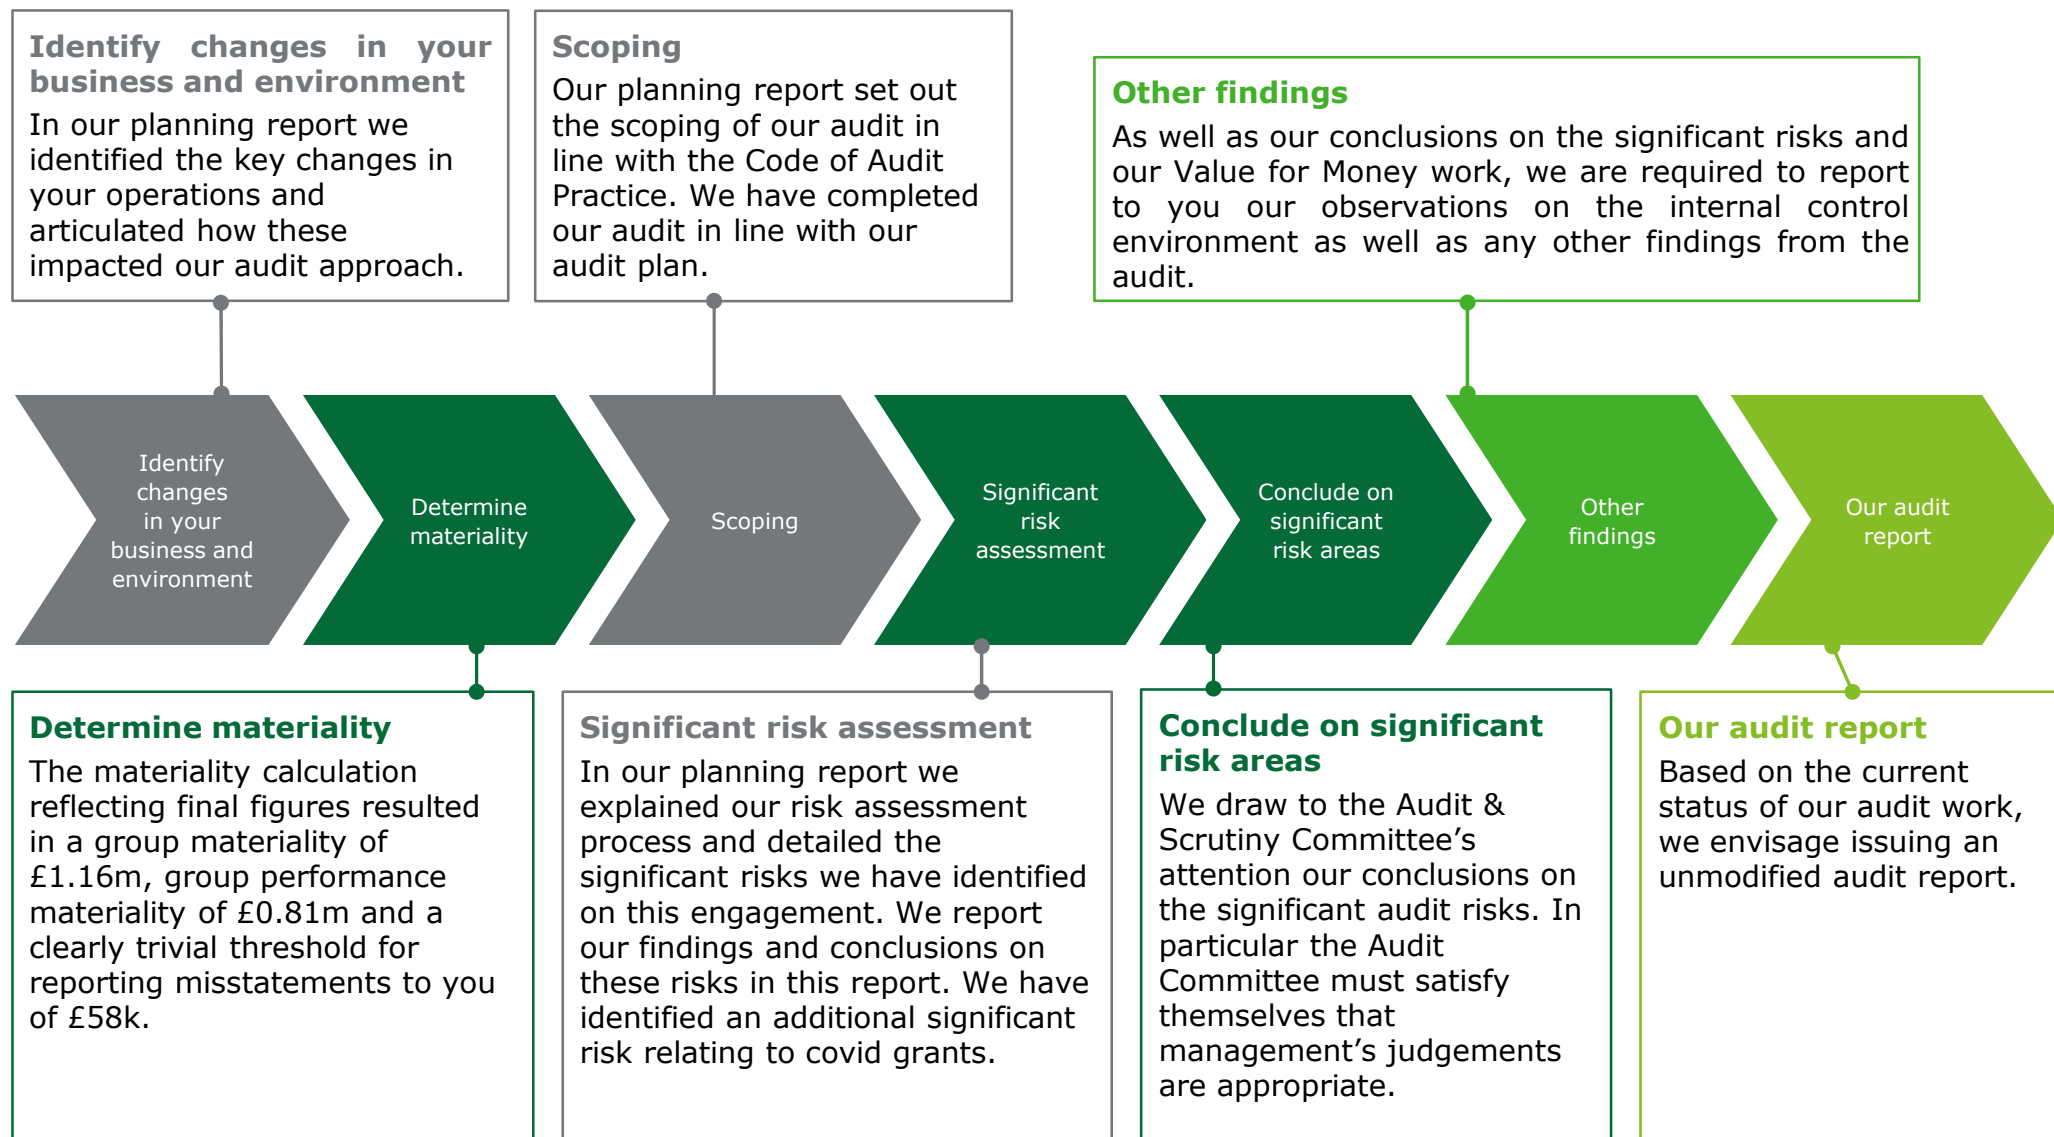 Identify changes in your
business and environment
In our planning report we
identified the key changes in
your operations and
articulated how these
impacted our audit approach.
Scoping
Our planning report set out
the scoping of our audit in
line with the Code of Audit
Practice. We have completed
our audit in line with our
audit plan.
Other findings
As well as our conclusions on the significant risks and
our Value for Money work, we are required to report
to you our observations on the internal control
environment as well as any other findings from the
audit.
Identify
changes
in your
business and
environment
Determine
materiality
Scoping
Significant
risk
assessment
Conclude on
significant
risk areas
Other
findings
Our audit
report
Determine materiality
The materiality calculation
reflecting final figures resulted
in a group materiality of
£1.16m, group performance
materiality of £0.81m and a
clearly trivial threshold for
reporting misstatements to you
of £58k.
Significant risk assessment
In our planning report we
explained our risk assessment
process and detailed the
significant risks we have identified
on this engagement. We report
our findings and conclusions on
these risks in this report. We have
identified an additional significant
risk relating to covid grants.
Conclude on significant
risk areas
We draw to the Audit &
Scrutiny Committee’s
attention our conclusions on
the significant audit risks. In
particular the Audit
Committee must satisfy
themselves that
management’s judgements
are appropriate.
Our audit report
Based on the current
status of our audit work,
we envisage issuing an
unmodified audit report.